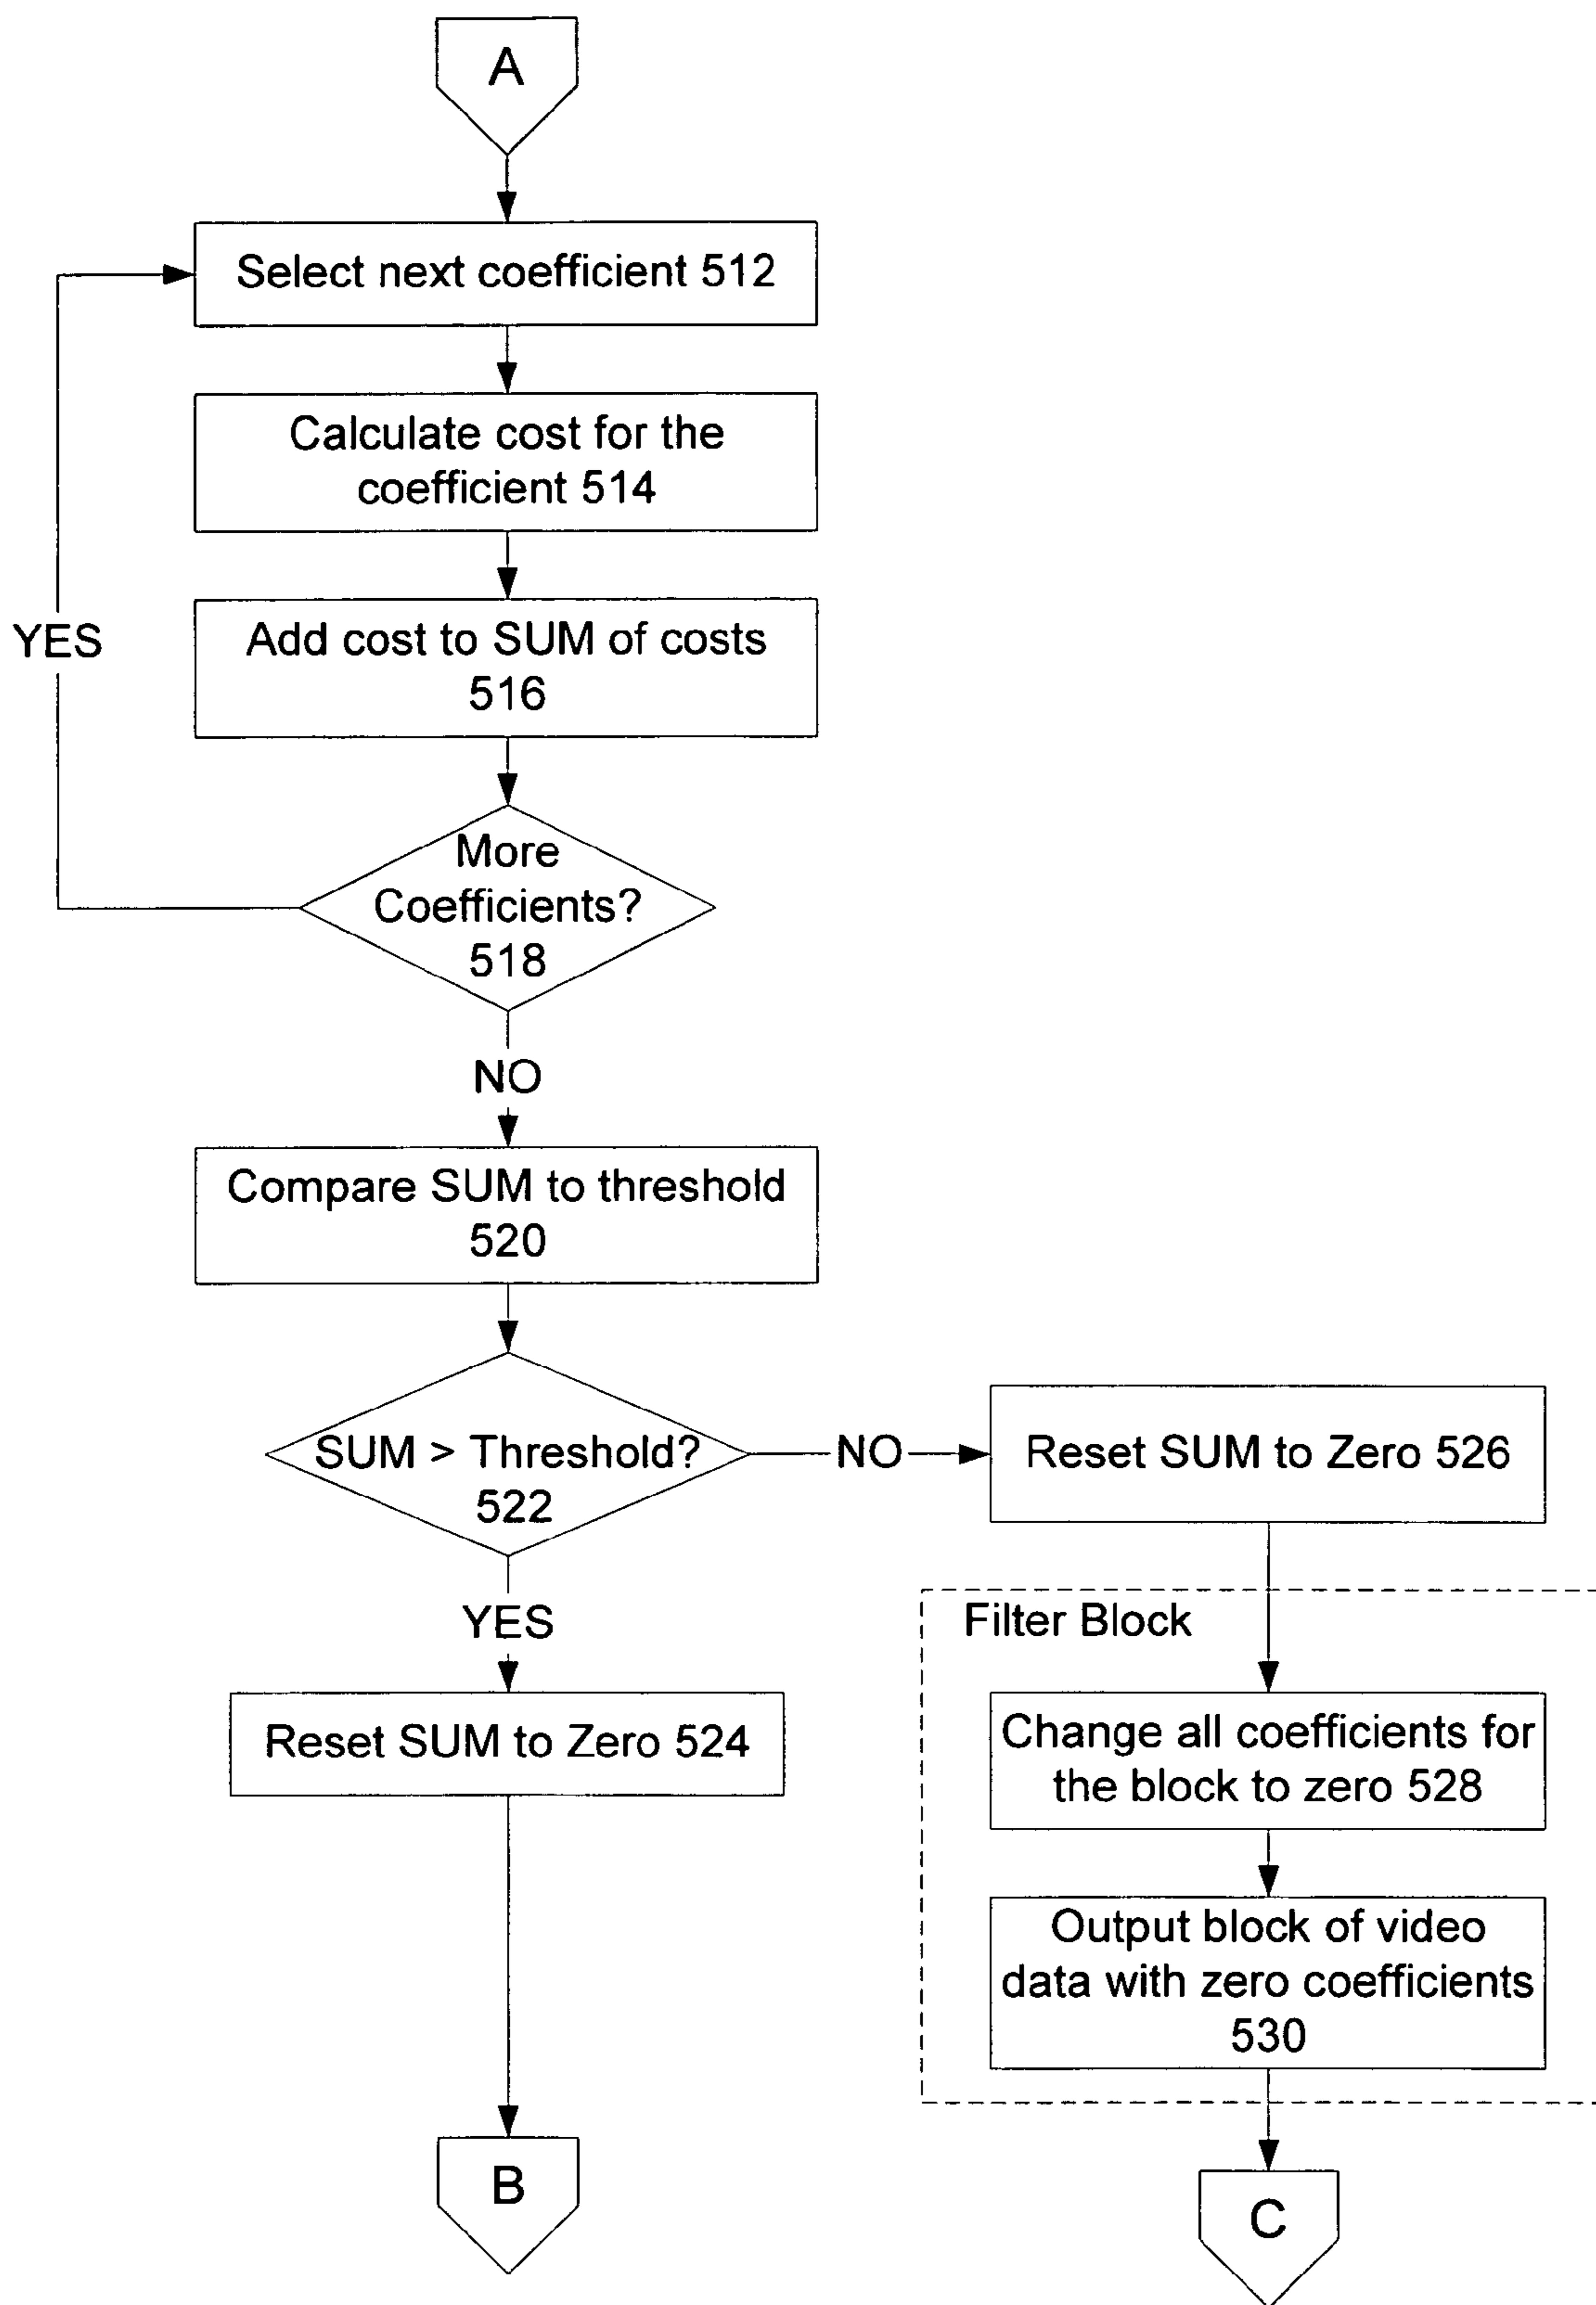 A
Select next coefficient 512
Calculate cost for the
coefficient 514
YES
Add cost to SUM of costs
516
More
Coefficients?
518
NO
Compare SUM to threshold
520
SUM > Threshold?
522
NO
Reset SUM to Zero 526
YES
Filter Block
Reset SUM to Zero 524
Change all coefficients for
the block to zero 528
Output block of video
data with zero coefficients
530
B
C